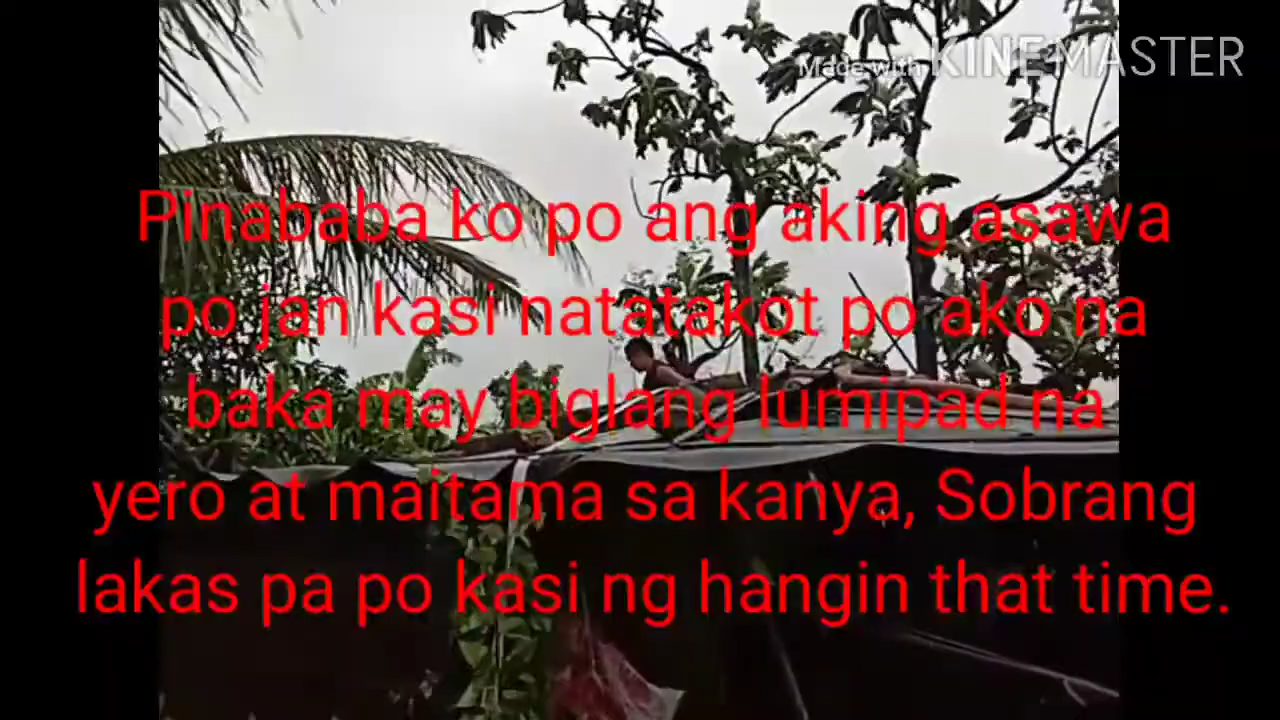 Made with KINEMASTER
Pinababa ko po ang aking asawa
po jan kasi natatakot po ako na
baka may biglang lumipad na
yero at maitama sa kanya, Sobrang
lakas pa po kasi ng hangin that time.